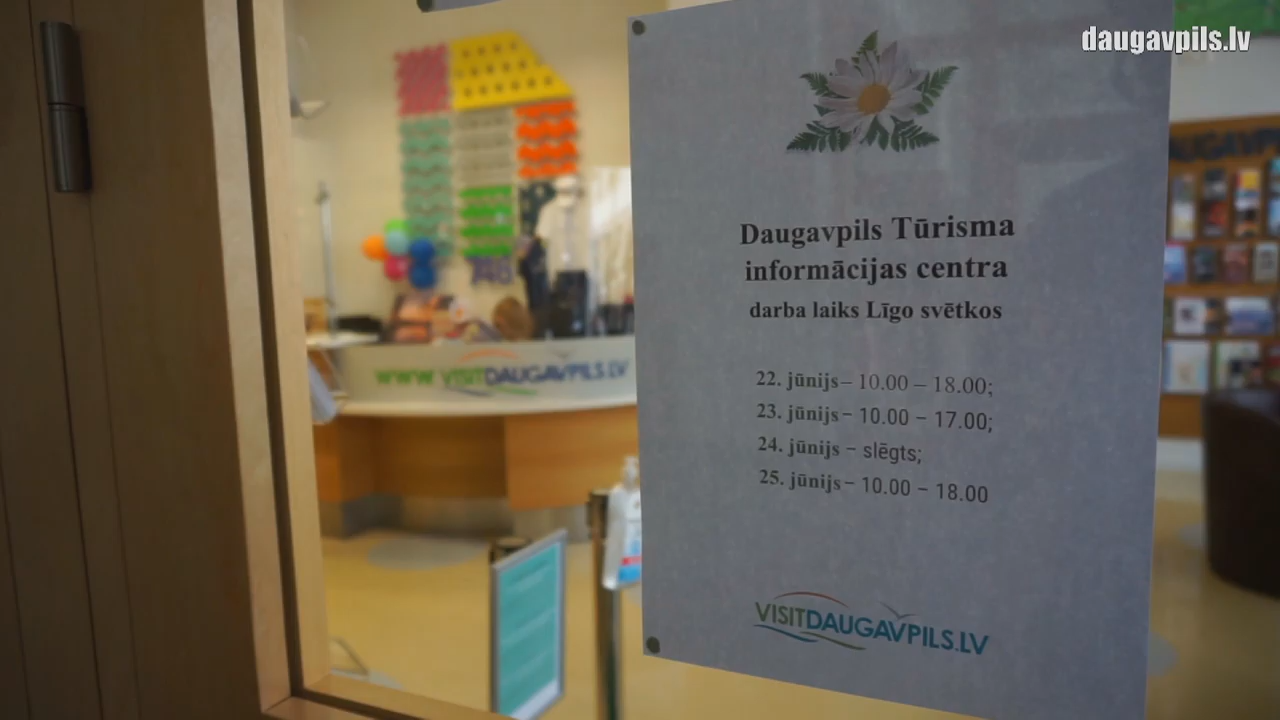 daugavpils.lv
Daugavpils Tūrisma
informācijas centra
darba laiks Līgo svētkos
22. jūnijs– 10.00 – 18.00;
23. jūnijs– 10.00 – 17.00;
24. jūnijs – slēgts;
25. jūnijs– 10.00 – 18.00
VISITDAUGAVPILS.LV
WWW VISITDAUGAVPILS.LV